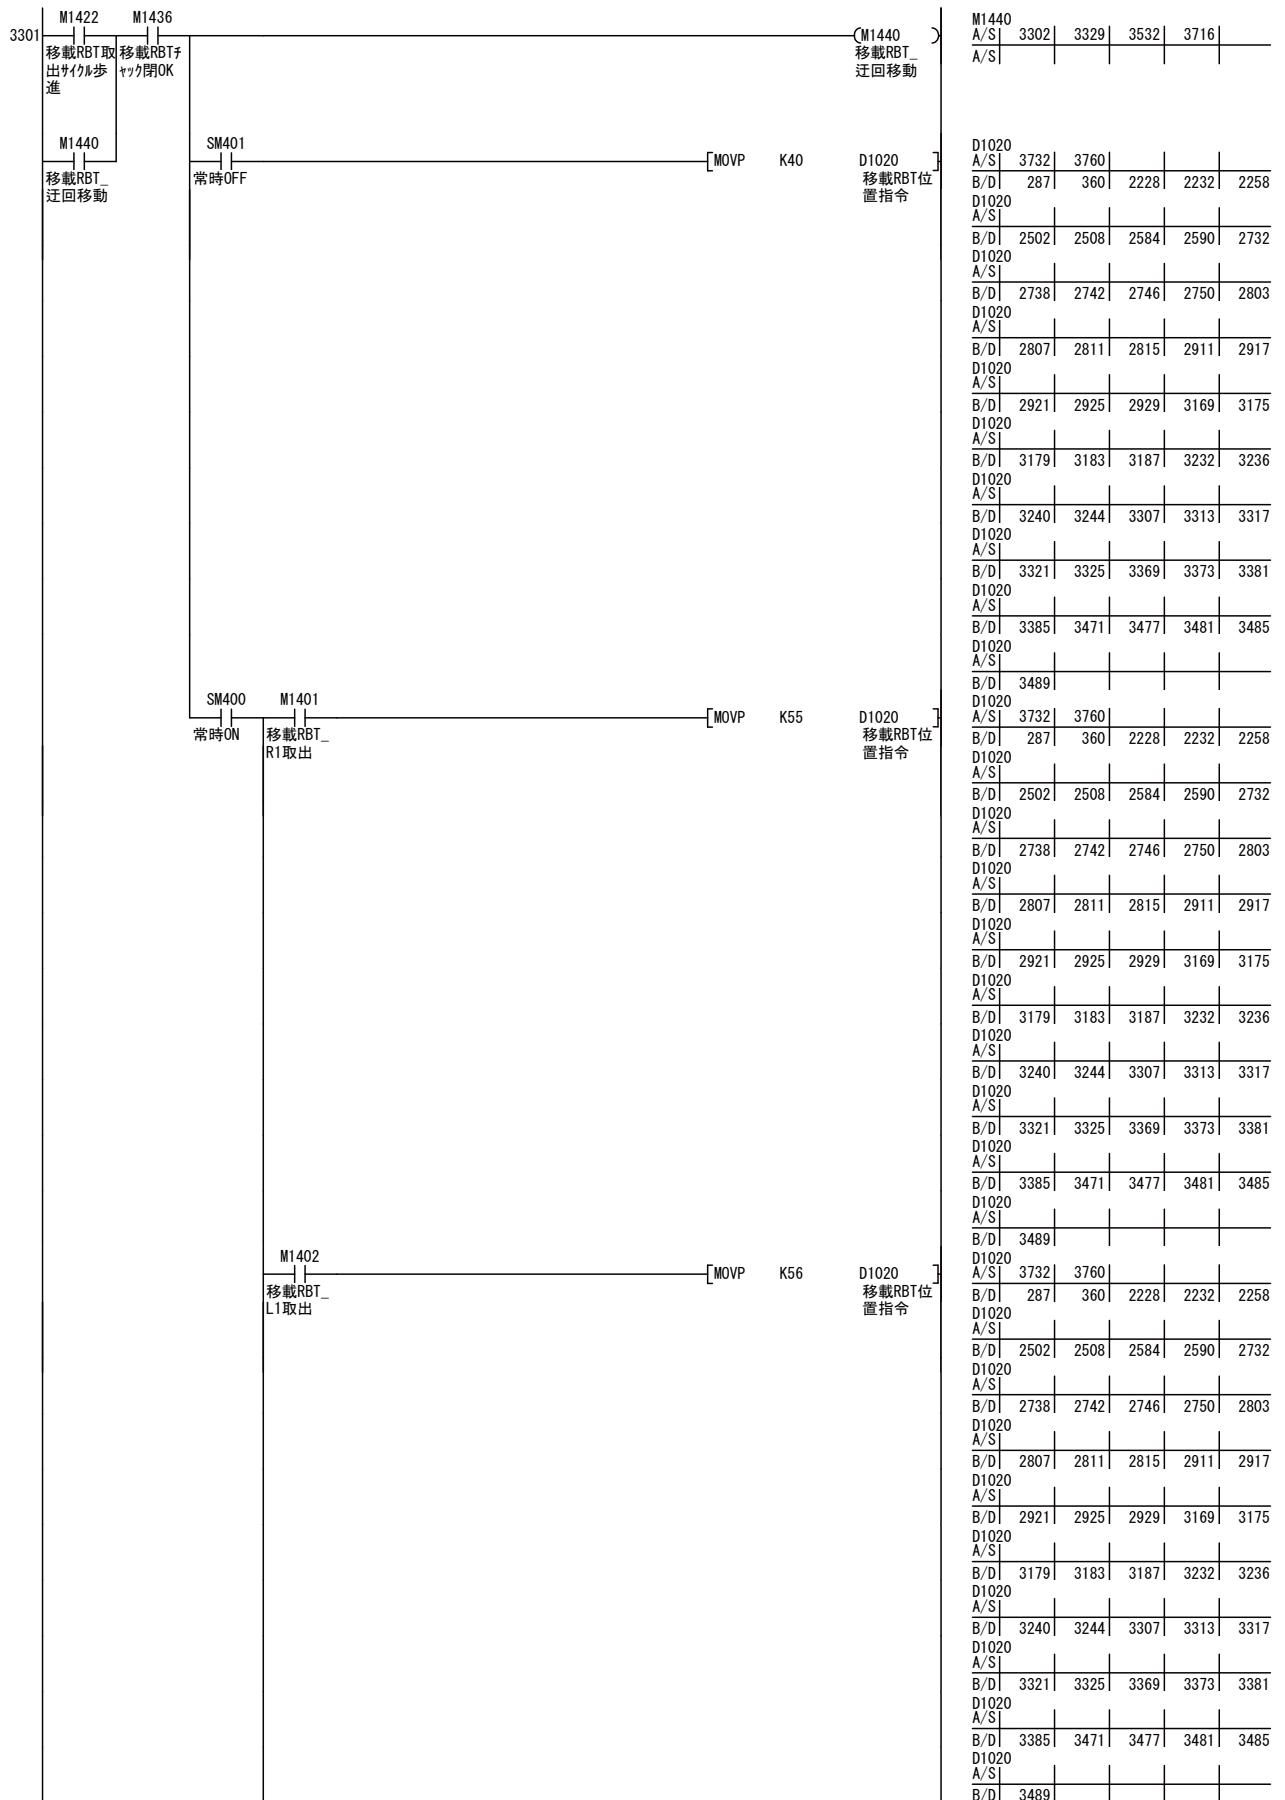 M1422 M1436
3301 (M1440 )
移載RBT取 移載RBTチ 移載RBT_
出サイクル歩 ャック閉OK 迂回移動
進
M1440
A/S 3302 3329 3532 3716
A/S
M1440 SM401
[MOVP K40 D1020 ]
移載RBT_ 常時OFF 移載RBT位
迂回移動 置指令
D1020
A/S 3732 3760
B/D 287 360 2228 2232 2258
D1020
A/S
B/D 2502 2508 2584 2590 2732
D1020
A/S
B/D 2738 2742 2746 2750 2803
D1020
A/S
B/D 2807 2811 2815 2911 2917
D1020
A/S
B/D 2921 2925 2929 3169 3175
D1020
A/S
B/D 3179 3183 3187 3232 3236
D1020
A/S
B/D 3240 3244 3307 3313 3317
D1020
A/S
B/D 3321 3325 3369 3373 3381
D1020
A/S
B/D 3385 3471 3477 3481 3485
D1020
A/S
B/D 3489
SM400 M1401
[MOVP K55 D1020 ]
常時ON 移載RBT_ 移載RBT位
R1取出 置指令
D1020
A/S 3732 3760
B/D 287 360 2228 2232 2258
D1020
A/S
B/D 2502 2508 2584 2590 2732
D1020
A/S
B/D 2738 2742 2746 2750 2803
D1020
A/S
B/D 2807 2811 2815 2911 2917
D1020
A/S
B/D 2921 2925 2929 3169 3175
D1020
A/S
B/D 3179 3183 3187 3232 3236
D1020
A/S
B/D 3240 3244 3307 3313 3317
D1020
A/S
B/D 3321 3325 3369 3373 3381
D1020
A/S
B/D 3385 3471 3477 3481 3485
D1020
A/S
B/D 3489
M1402
[MOVP K56 D1020 ]
移載RBT_ 移載RBT位
L1取出 置指令
D1020
A/S 3732 3760
B/D 287 360 2228 2232 2258
D1020
A/S
B/D 2502 2508 2584 2590 2732
D1020
A/S
B/D 2738 2742 2746 2750 2803
D1020
A/S
B/D 2807 2811 2815 2911 2917
D1020
A/S
B/D 2921 2925 2929 3169 3175
D1020
A/S
B/D 3179 3183 3187 3232 3236
D1020
A/S
B/D 3240 3244 3307 3313 3317
D1020
A/S
B/D 3321 3325 3369 3373 3381
D1020
A/S
B/D 3385 3471 3477 3481 3485
D1020
A/S
B/D 3489